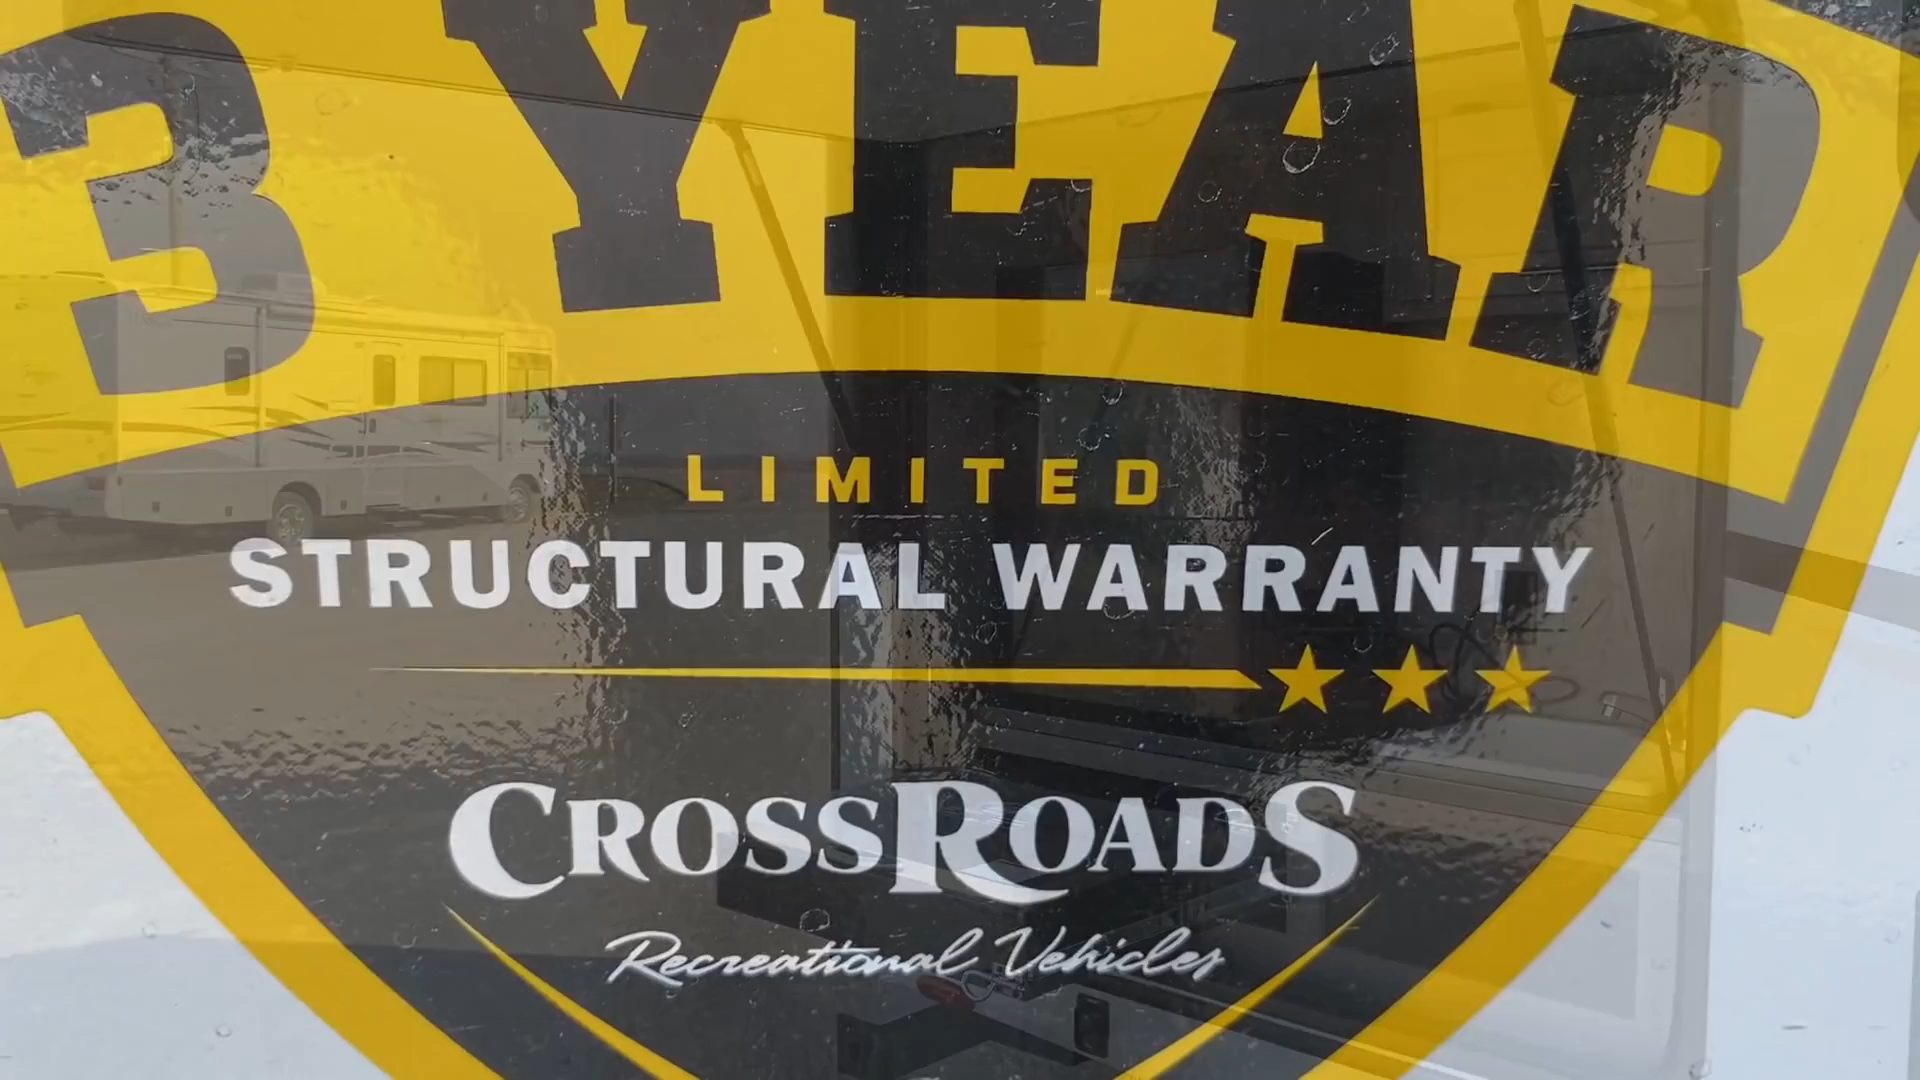 3 YEAR
LIMITED
STRUCTURAL WARRANTY
CROSSROADS
Recreational Vehicles